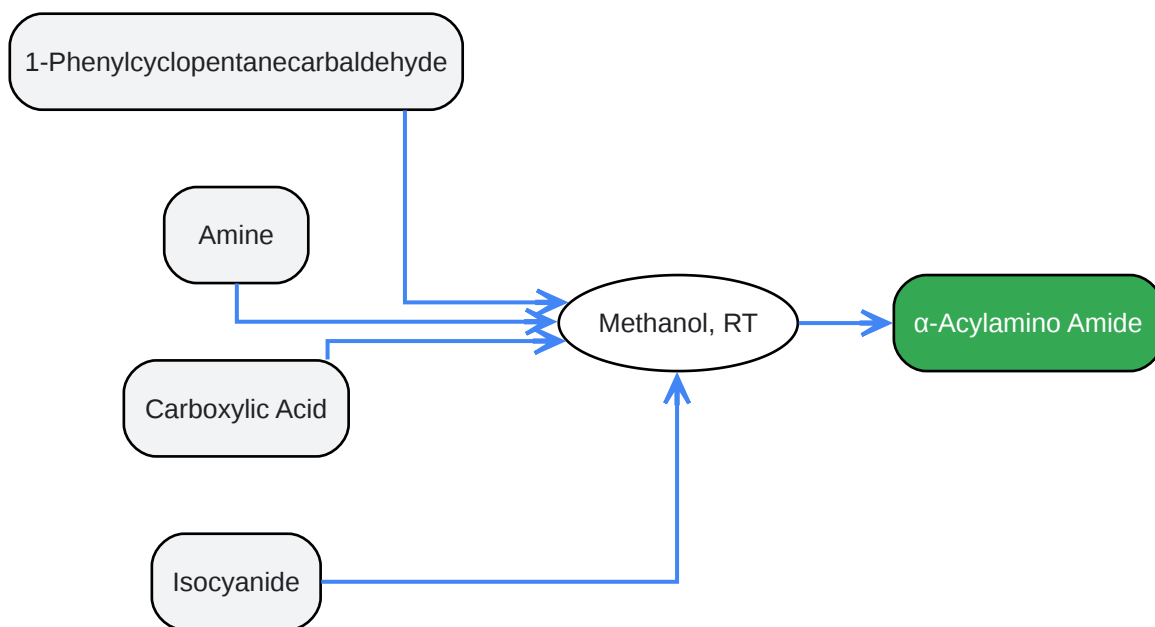 1-Phenylcyclopentanecarbaldehyde
Amine
Carboxylic Acid
Isocyanide
Methanol, RT
α-Acylamino Amide